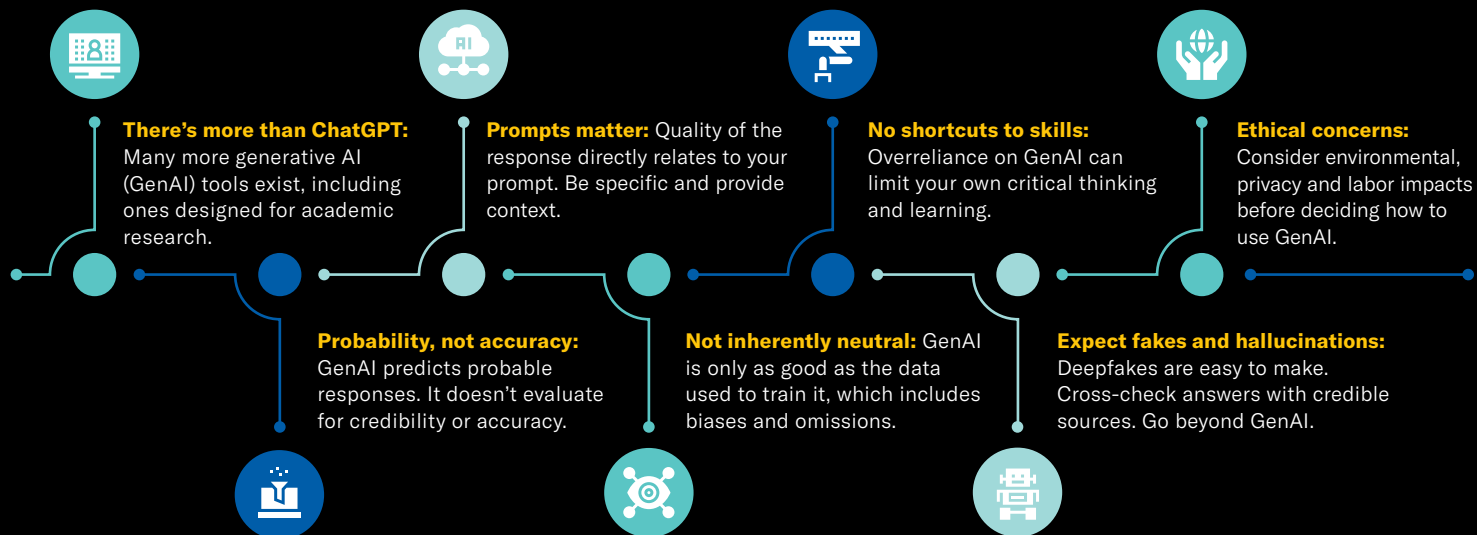 AI
There's more than ChatGPT:
Many more generative AI
(GenAI) tools exist, including
ones designed for academic
research.
Probability, not accuracy:
GenAI predicts probable
responses. It doesn't evaluate
for credibility or accuracy.
Prompts matter: Quality of the
response directly relates to your
prompt. Be specific and provide
context.
Not inherently neutral: GenAI
is only as good as the data
used to train it, which includes
biases and omissions.
No shortcuts to skills:
Overreliance on GenAI can
limit your own critical thinking
and learning.
Expect fakes and hallucinations:
Deepfakes are easy to make.
Cross-check answers with credible
sources. Go beyond GenAI.
Ethical concerns:
Consider environmental,
privacy and labor impacts
before deciding how to
use GenAI.